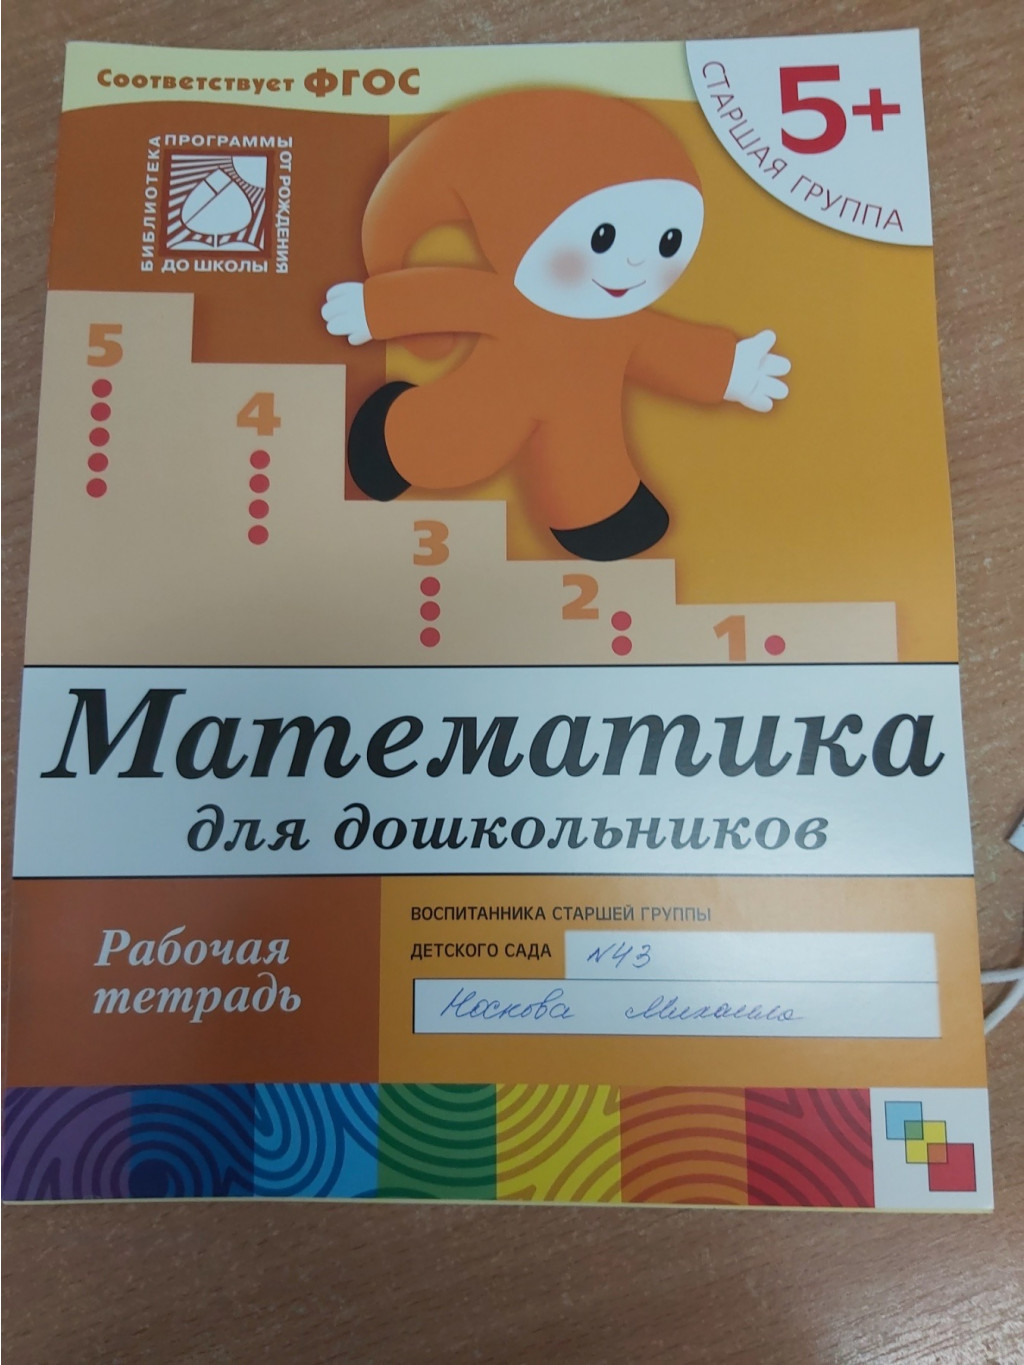 Соответствует ФГОС
5+
СТАРШАЯ ГРУППА
БИБЛИОТЕКА
ПРОГРАММЫ
ОТ РОЖДЕНИЯ
ДО ШКОЛЫ
5
4
3
2
1
Математика
для дошкольников
Рабочая
тетрадь
ВОСПИТАННИКА СТАРШЕЙ ГРУППЫ
ДЕТСКОГО САДА №43
Носкова Михаила